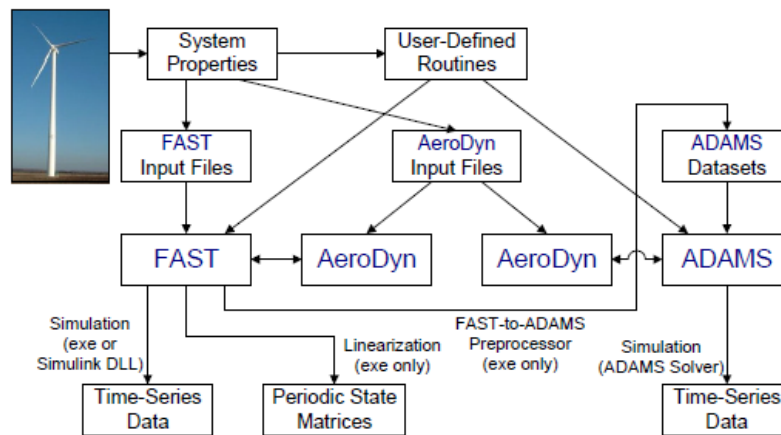 System
Properties
User-Defined
Routines
FAST
Input Files
AeroDyn
Input Files
ADAMS
Datasets
FAST
AeroDyn
AeroDyn
ADAMS
Simulation
(exe or
Simulink DLL)
Linearization
(exe only)
FAST-to-ADAMS
Preprocessor
(exe only)
Simulation
(ADAMS Solver)
Time-Series
Data
Periodic State
Matrices
Time-Series
Data